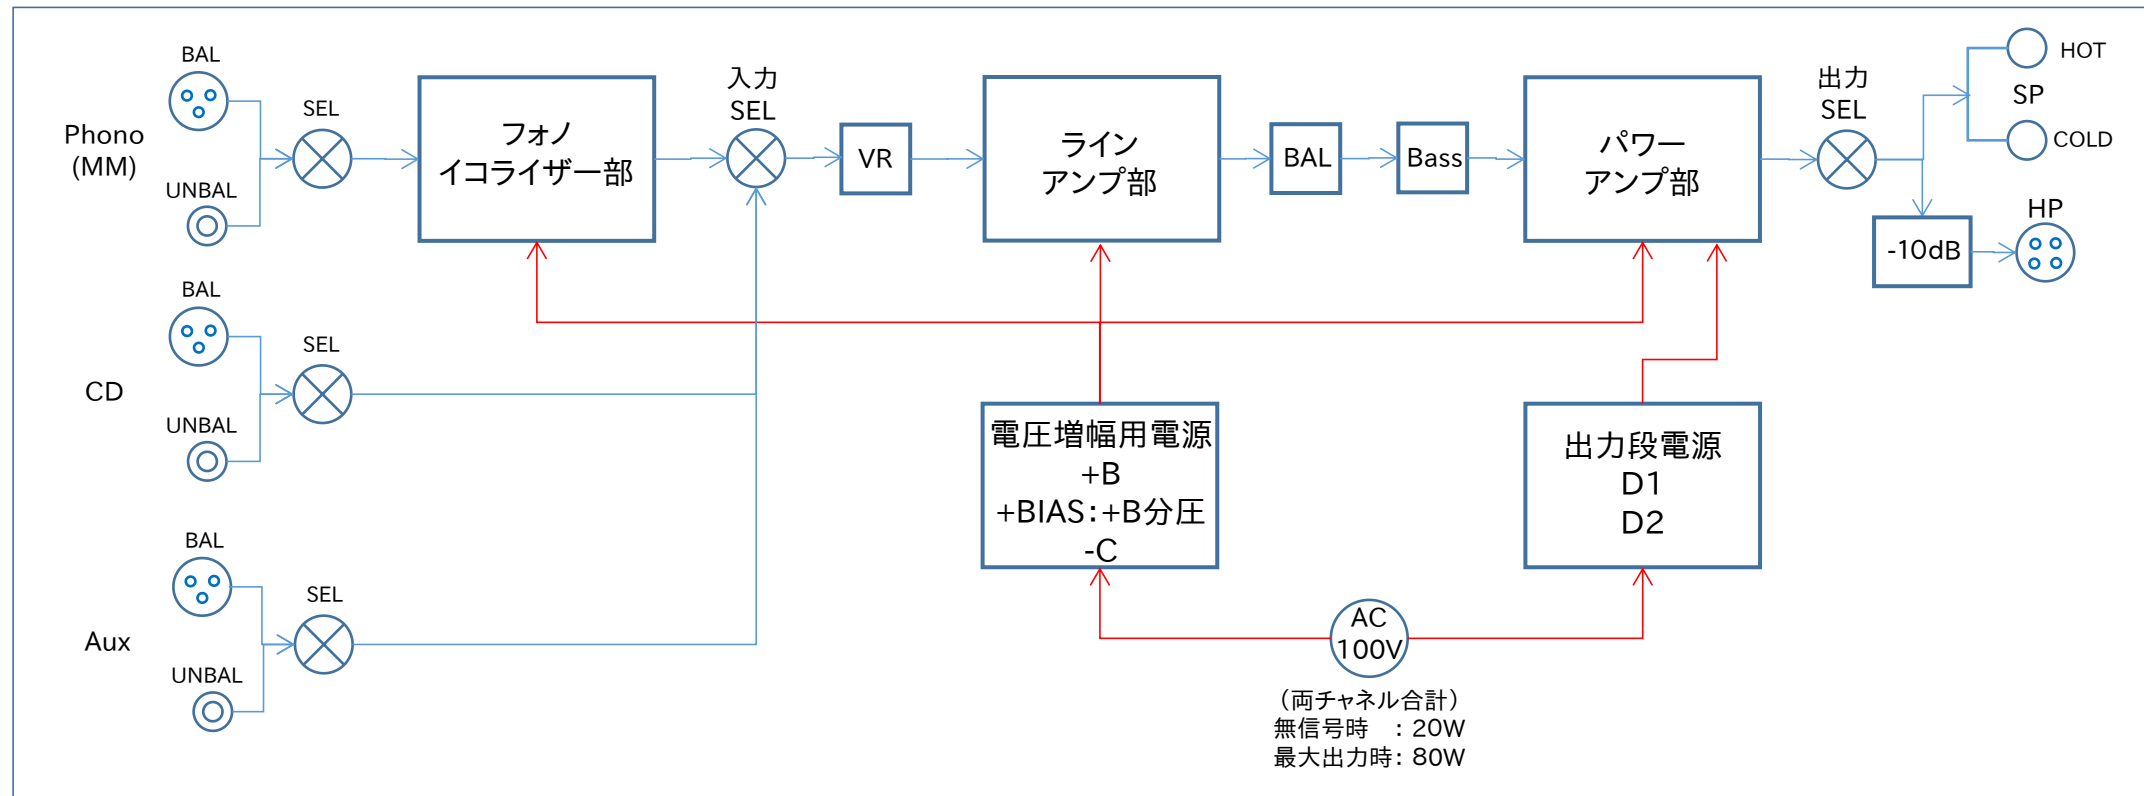 BAL
Phono
(MM)
UNBAL
SEL
フォノ
イコライザー部
入力
SEL
VR
ライン
アンプ部
BAL
Bass
パワー
アンプ部
出力
SEL
HOT
SP
COLD
-10dB
HP
BAL
CD
UNBAL
SEL
BAL
Aux
UNBAL
SEL
電圧増幅用電源
+B
+BIAS:+B分圧
-C
出力段電源
D1
D2
AC
100V
(両チャネル合計)
無信号時 : 20W
最大出力時: 80W